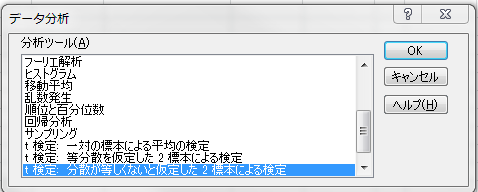 データ分析
分析ツール(A)
フーリエ解析
ヒストグラム
移動平均
乱数発生
順位と百分位数
回帰分析
サンプリング
t 検定: 一対の標本による平均の検定
t 検定: 等分散を仮定した 2 標本による検定
t 検定: 分散が等しくないと仮定した 2 標本による検定
OK
キャンセル
ヘルプ(H)